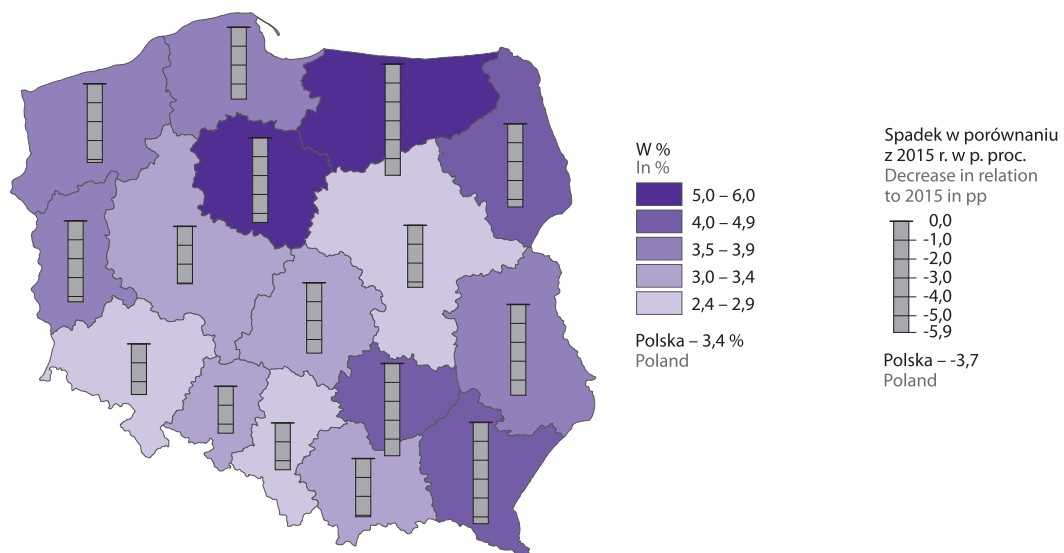 W %
In %
5,0 – 6,0
4,0 – 4,9
3,5 – 3,9
3,0 – 3,4
2,4 – 2,9
Polska – 3,4 %
Poland
Spadek w porównaniu
z 2015 r. w p. proc.
Decrease in relation
to 2015 in pp
0,0
-1,0
-2,0
-3,0
-4,0
-5,0
-5,9
Polska – -3,7
Poland